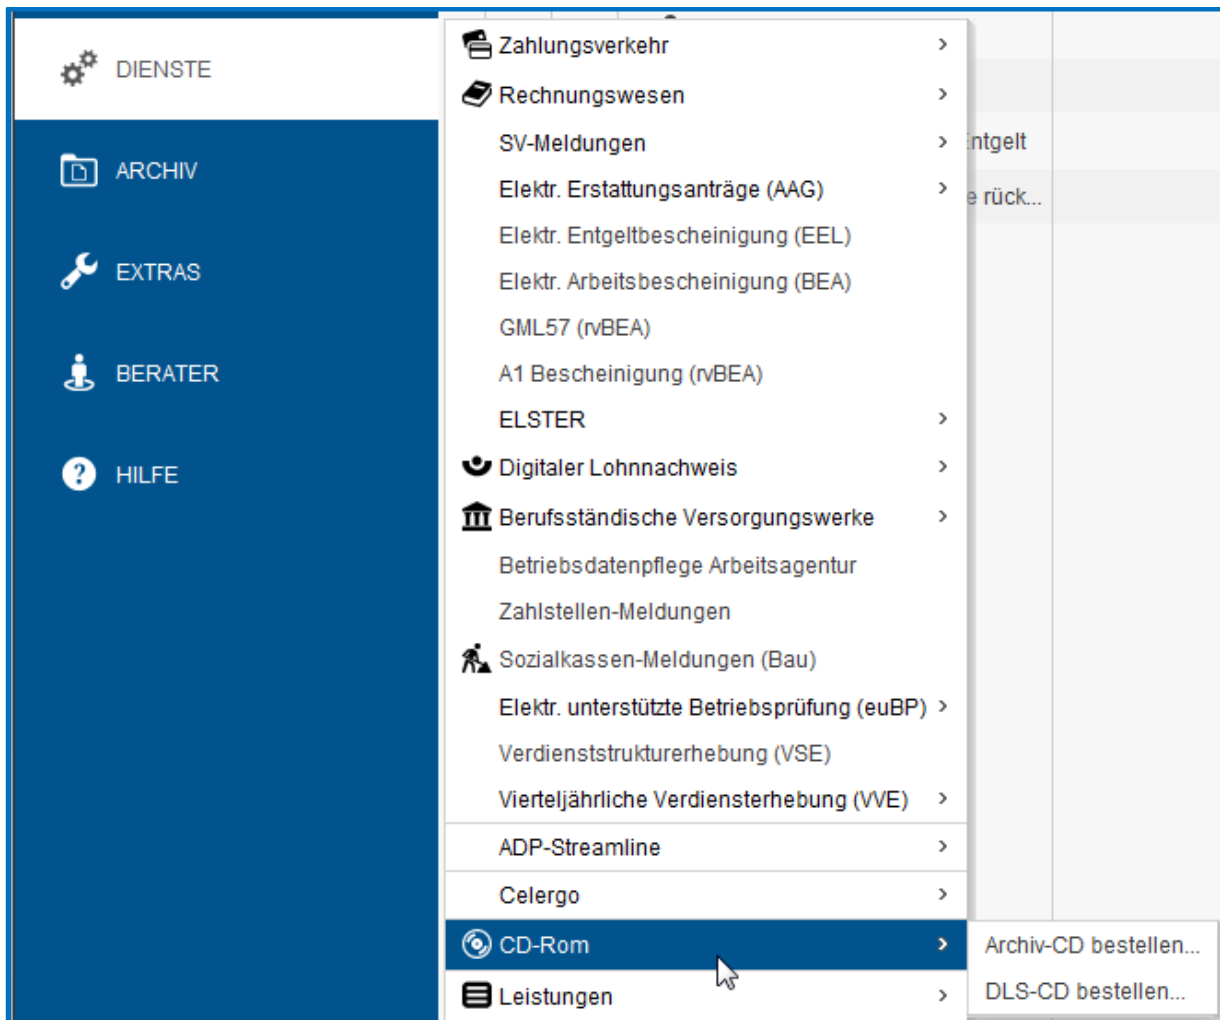 DIENSTE
ARCHIV
EXTRAS
BERATER
HILFE
Zahlungsverkehr
Rechnungswesen
SV-Meldungen
Elektr. Erstattungsanträge (AAG)
Elektr. Entgeltbescheinigung (EEL)
Elektr. Arbeitsbescheinigung (BEA)
GML57 (rvBEA)
A1 Bescheinigung (rvBEA)
ELSTER
Digitaler Lohnnachweis
Berufsständische Versorgungswerke
Betriebsdatenpflege Arbeitsagentur
Zahlstellen-Meldungen
Sozialkassen-Meldungen (Bau)
Elektr. unterstützte Betriebsprüfung (euBP)
Verdienststrukturerhebung (VSE)
Vierteljährliche Verdiensterhebung (VVE)
ADP-Streamline
Celergo
CD-Rom
Leistungen
ntgelt
e rück...
Archiv-CD bestellen...
DLS-CD bestellen...